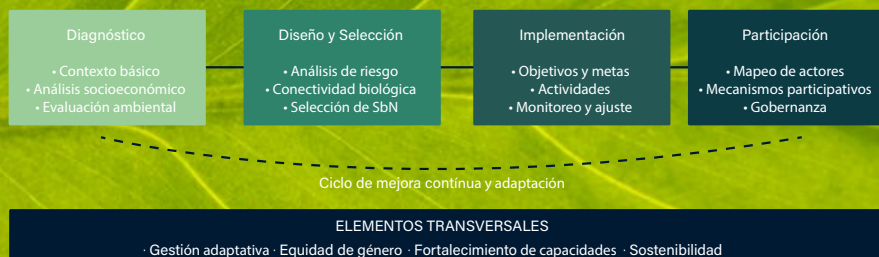 Diagnóstico
• Contexto básico
• Análisis socioeconómico
• Evaluación ambiental
Diseño y Selección
• Análisis de riesgo
• Conectividad biológica
• Selección de SbN
Implementación
• Objetivos y metas
• Actividades
• Monitoreo y ajuste
Participación
• Mapeo de actores
• Mecanismos participativos
• Gobernanza
Ciclo de mejora contínua y adaptación
ELEMENTOS TRANSVERSALES
· Gestión adaptativa · Equidad de género · Fortalecimiento de capacidades · Sostenibilidad